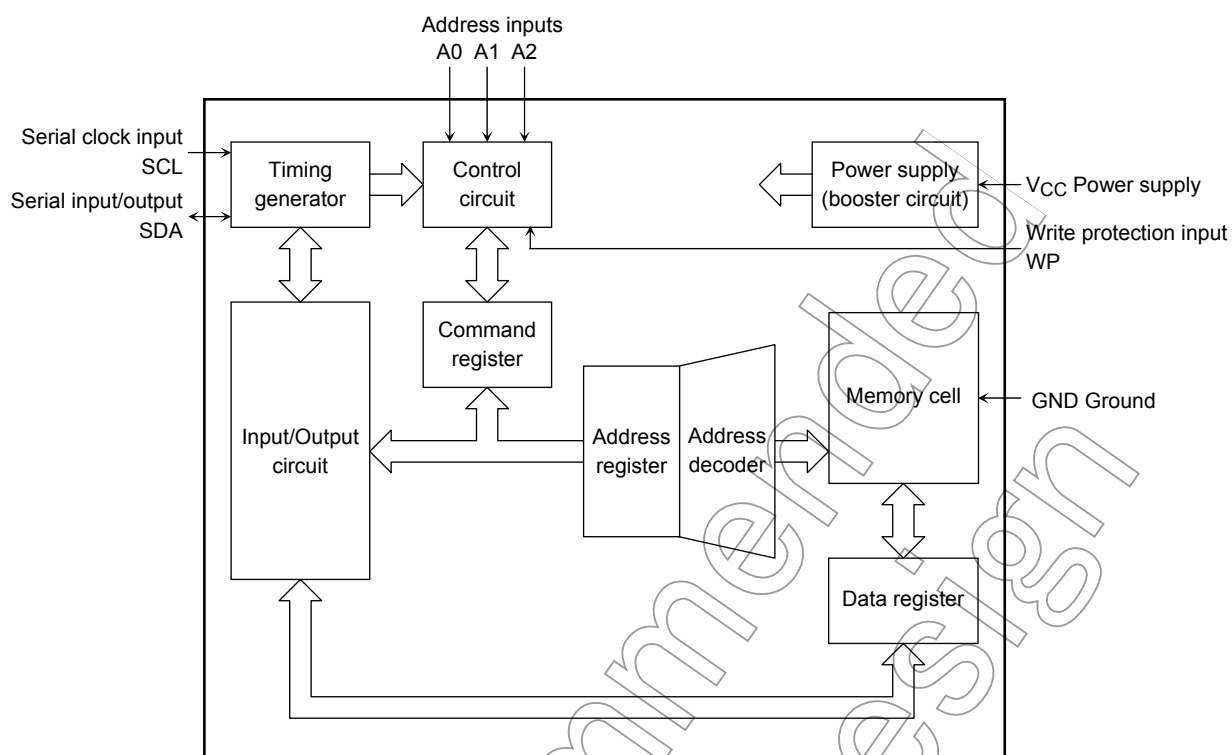 Address inputs
A0 A1 A2
Serial clock input
SCL
Serial input/output
SDA
Timing
generator
Control
circuit
Power supply
(booster circuit)
VCC Power supply
Write protection input
WP
Command
register
Input/Output
circuit
Address
register
Address
decoder
Memory cell
GND Ground
Data register